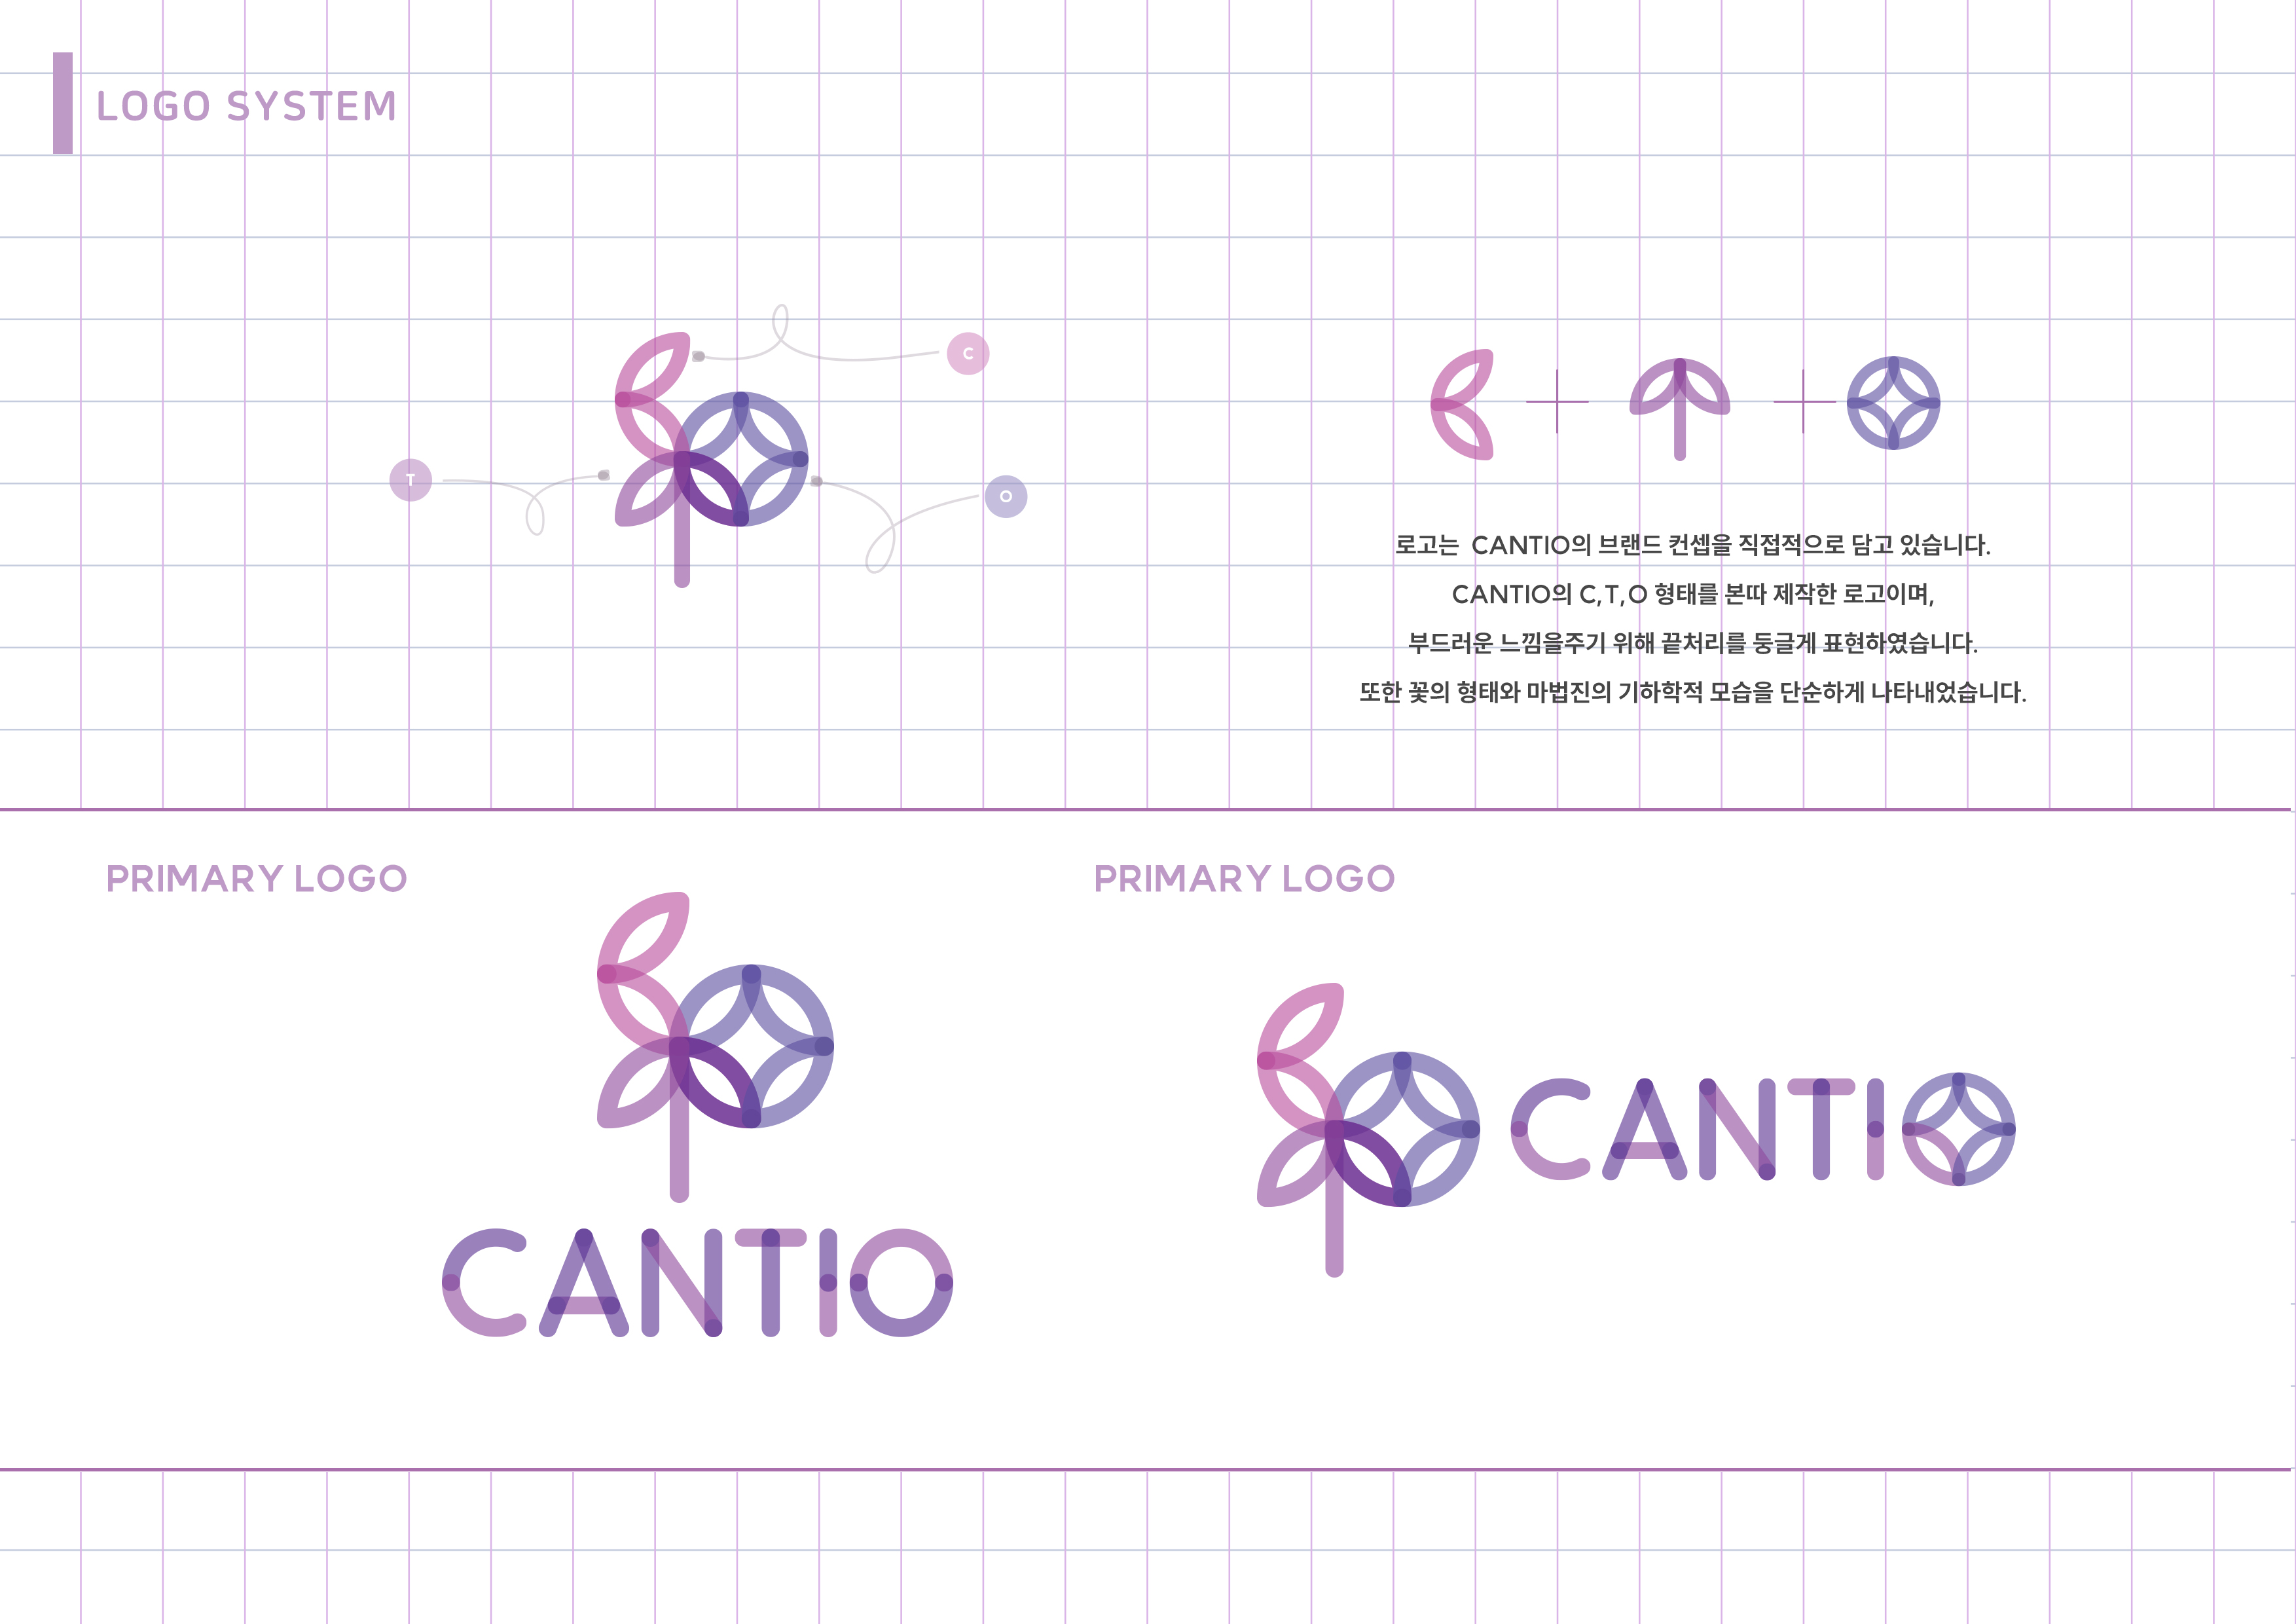 LOGO SYSTEM
C
T
O
로고는 CANTIO의 브랜드 컨셉을 직접적으로 담고 있습니다.
CANTIO의 C,T,O 형태를 본따 제작한 로고이며,
부드러운 느낌을주기 위해 끝처리를 둥글게 표현하였습니다.
또한 꽃의 형태와 마법진의 기하학적 모습을 단순하게 나타내었습니다.
PRIMARY LOGO
CANTIO
PRIMARY LOGO
CANTIO